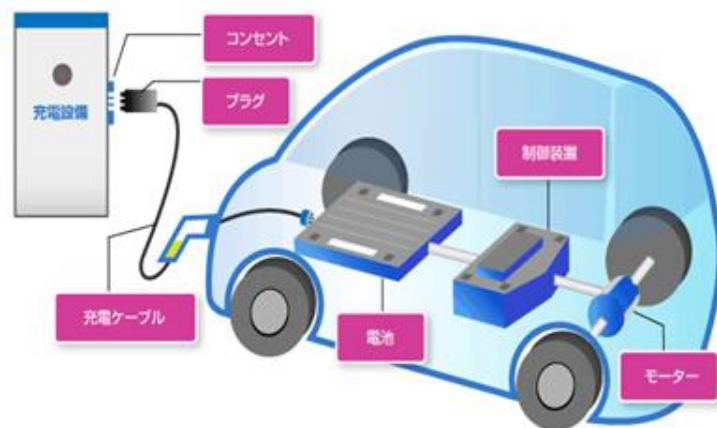 コンセント
プラグ
充電設備
制御装置
充電ケーブル
電池
モーター